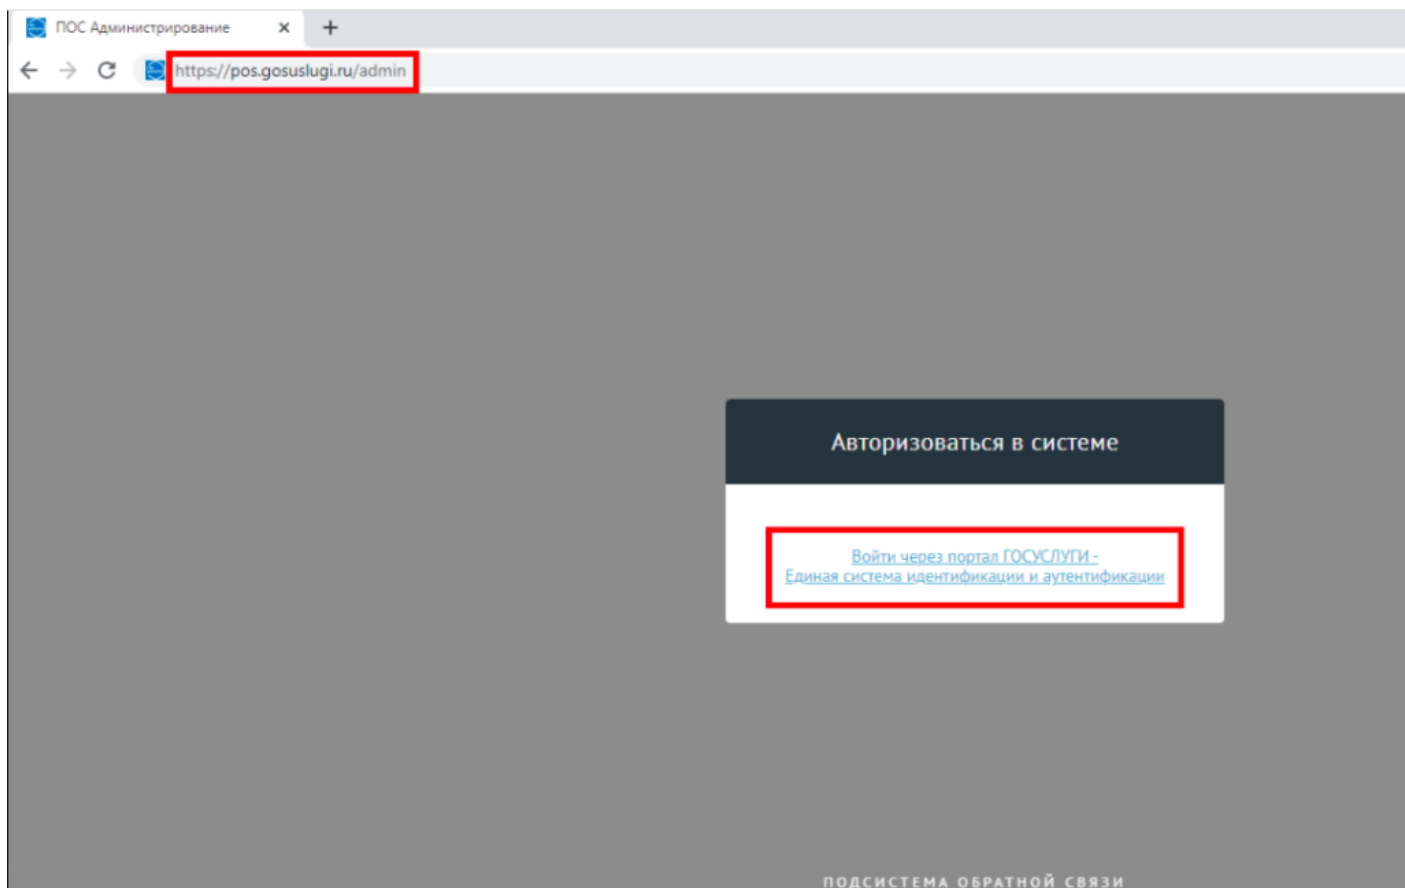 ПОС Администрирование
https://pos.gosuslugi.ru/admin
Авторизоваться в системе
Войти через портал ГОСУСЛУГИ -
Единая система идентификации и аутентификации
ПОДСИСТЕМА ОБРАТНОЙ СВЯЗИ